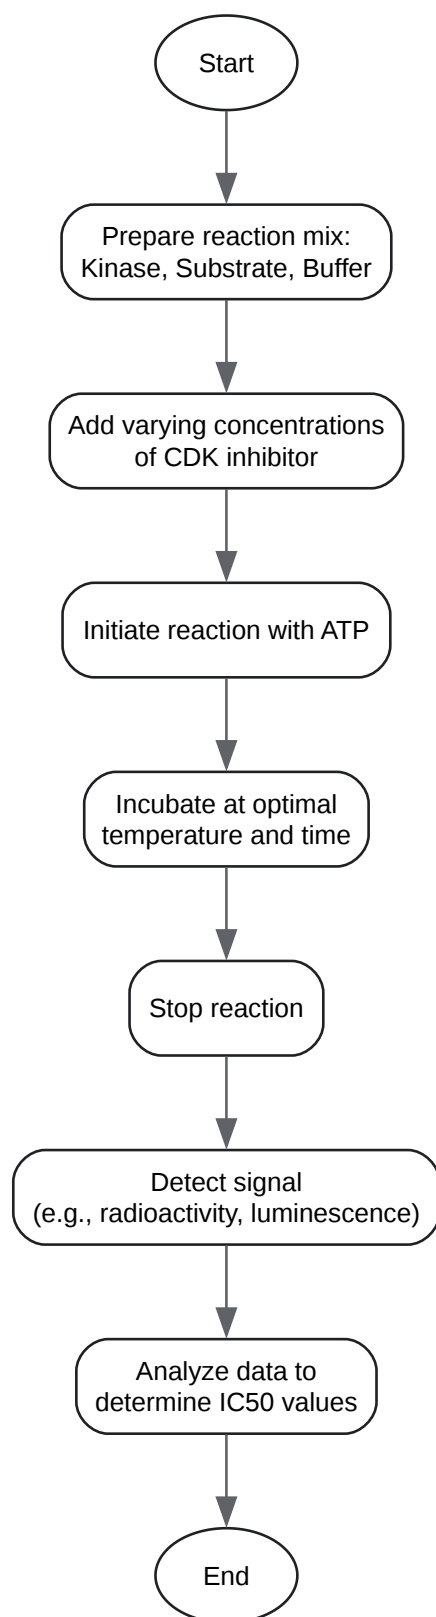 Start
Prepare reaction mix:
Kinase, Substrate, Buffer
Add varying concentrations
of CDK inhibitor
Initiate reaction with ATP
Incubate at optimal
temperature and time
Stop reaction
Detect signal
(e.g., radioactivity, luminescence)
Analyze data to
determine IC50 values
End